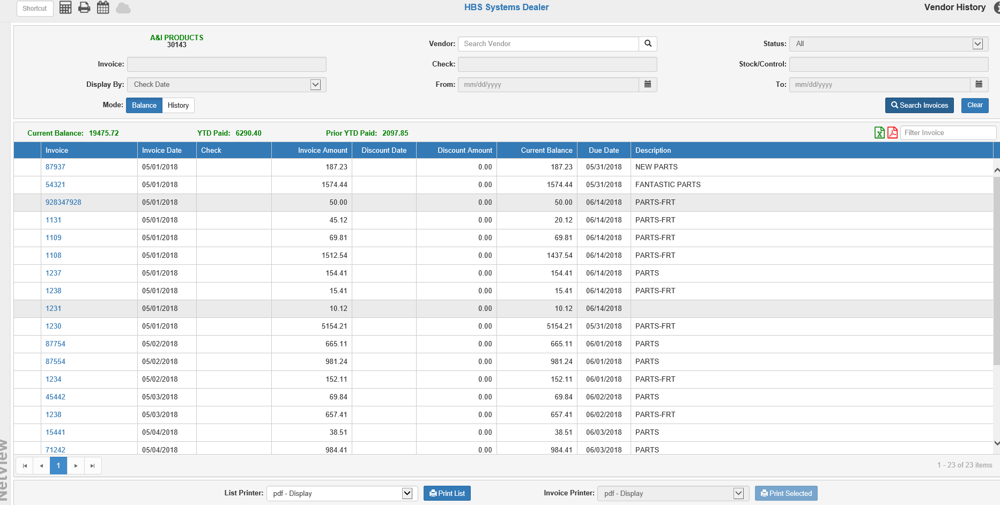 Shortcut HBS Systems Dealer Vendor History
A&I PRODUCTS
30143
Vendor: Search Vendor Status: All
Invoice: Check: Stock/Control:
Display By: Check Date From: mm/dd/yyyy To: mm/dd/yyyy
Mode: Balance History Search Invoices Clear
Current Balance: 19475.72 YTD Paid: 6290.40 Prior YTD Paid: 2097.85 Filter Invoice
Invoice Invoice Date Check Invoice Amount Discount Date Discount Amount Current Balance Due Date Description
87937 05/01/2018 187.23 0.00 187.23 05/31/2018 NEW PARTS
54321 05/01/2018 1574.44 0.00 1574.44 05/31/2018 FANTASTIC PARTS
928347928 05/01/2018 50.00 0.00 50.00 06/14/2018 PARTS-FRT
1131 05/01/2018 45.12 0.00 20.12 06/14/2018 PARTS-FRT
1109 05/01/2018 69.81 0.00 69.81 06/14/2018 PARTS-FRT
1108 05/01/2018 1512.54 0.00 1437.54 06/14/2018 PARTS-FRT
1237 05/01/2018 154.41 0.00 154.41 06/14/2018 PARTS
1238 05/01/2018 15.41 0.00 15.41 06/14/2018 PARTS-FRT
1231 05/01/2018 10.12 0.00 10.12 06/14/2018
1230 05/01/2018 5154.21 0.00 5154.21 05/31/2018 PARTS-FRT
87754 05/02/2018 665.11 0.00 665.11 06/01/2018 PARTS
87554 05/02/2018 981.24 0.00 981.24 06/01/2018 PARTS
1234 05/02/2018 152.11 0.00 152.11 06/01/2018 PARTS-FRT
45442 05/03/2018 69.84 0.00 69.84 06/02/2018 PARTS
1238 05/03/2018 657.41 0.00 657.41 06/02/2018 PARTS-FRT
15441 05/04/2018 38.51 0.00 38.51 06/03/2018 PARTS
71242 05/04/2018 984.41 0.00 984.41 06/03/2018 PARTS
1 1 - 23 of 23 items
List Printer: pdf - Display Print List Invoice Printer: pdf - Display Print Selected
NetView